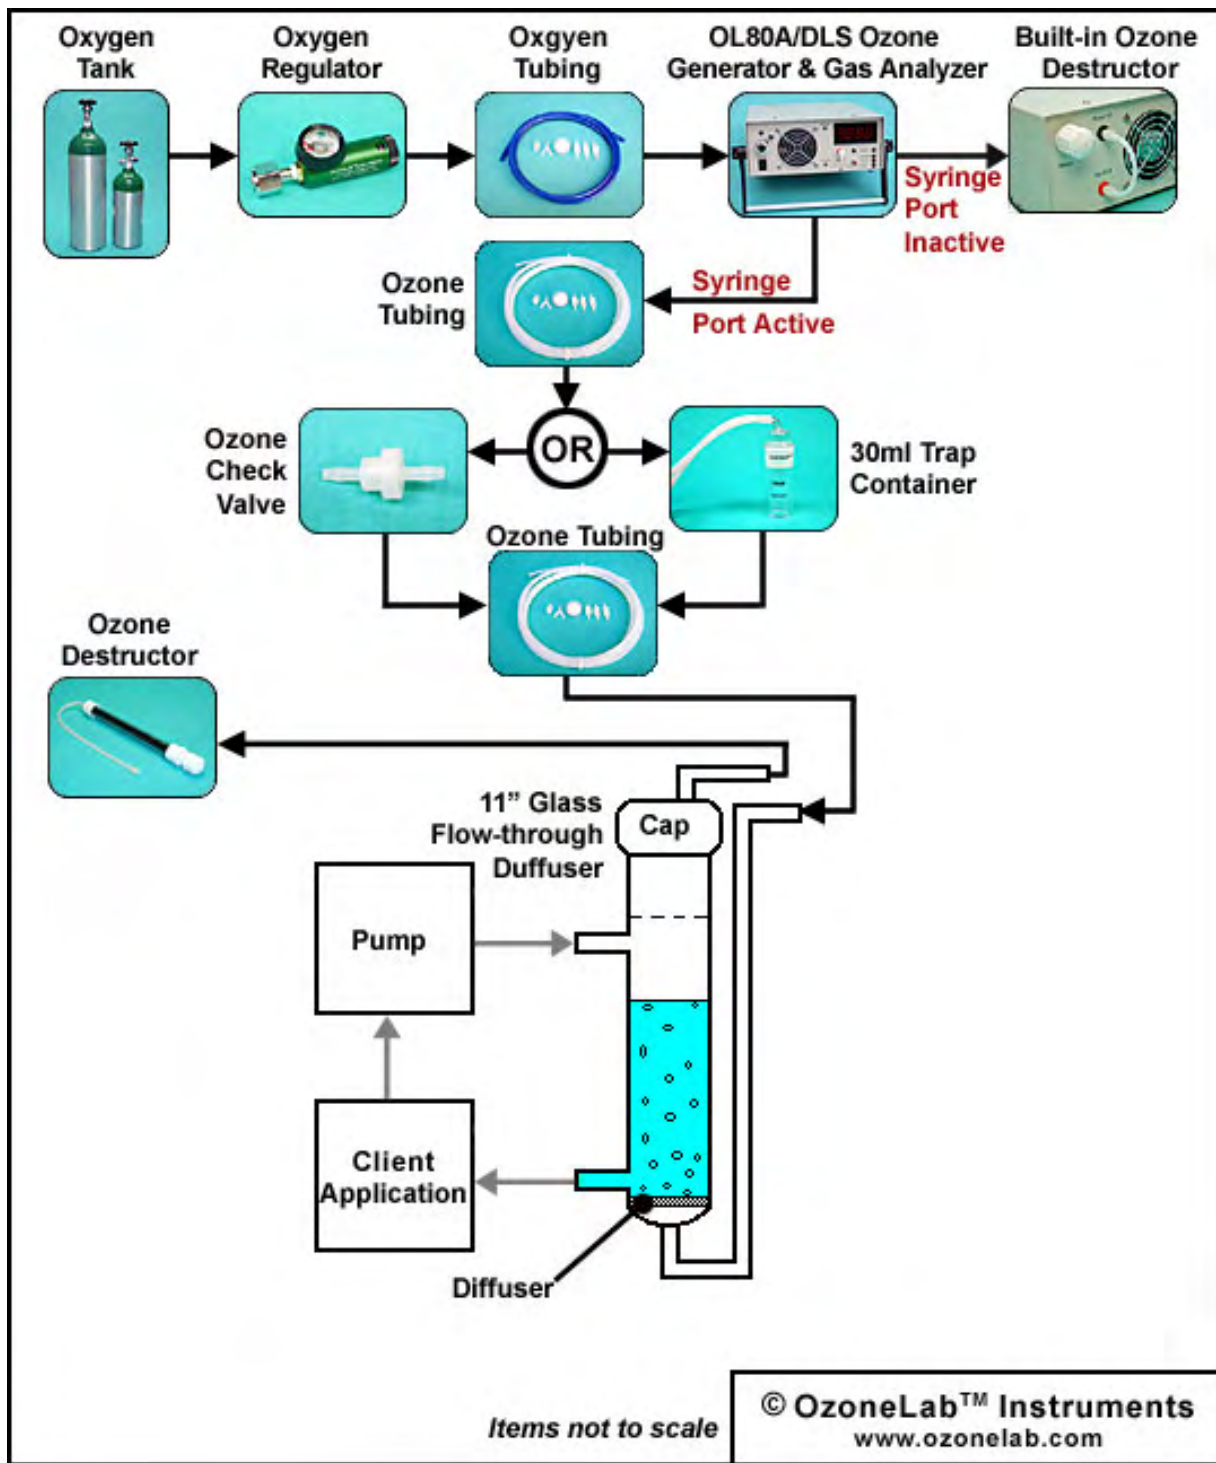 Oxygen
Tank
Oxygen
Regulator
Oxgyen
Tubing
OL80A/DLS Ozone
Generator & Gas Analyzer
Built-in Ozone
Destructor
Syringe
Port
Inactive
Ozone
Tubing
Syringe
Port Active
Ozone
Check
Valve
OR
30ml Trap
Container
Ozone Tubing
Ozone
Destructor
11” Glass
Flow-through
Duffuser
Cap
Pump
Client
Application
Diffuser
Items not to scale
© OzoneLab™ Instruments
www.ozonelab.com